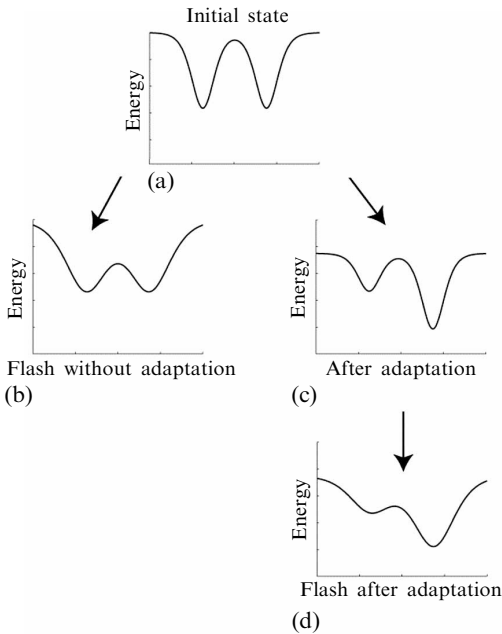 Initial state
Energy
(a)
Energy
Flash without adaptation
(b)
Energy
After adaptation
(c)
Energy
Flash after adaptation
(d)